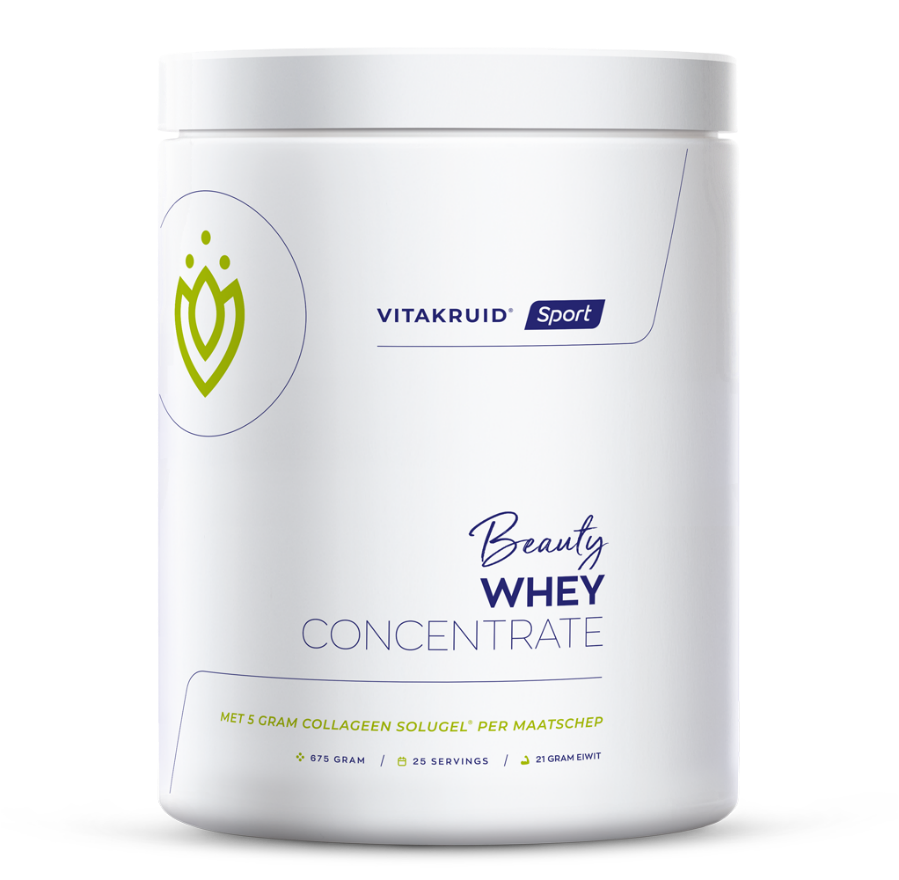 VITAKRUID® Sport
Beauty
WHEY
CONCENTRATE
MET 5 GRAM COLLAGEEN SOLUGEL® PER MAATSCHEP
675 GRAM / 25 SERVINGS / 21 GRAM EIWIT